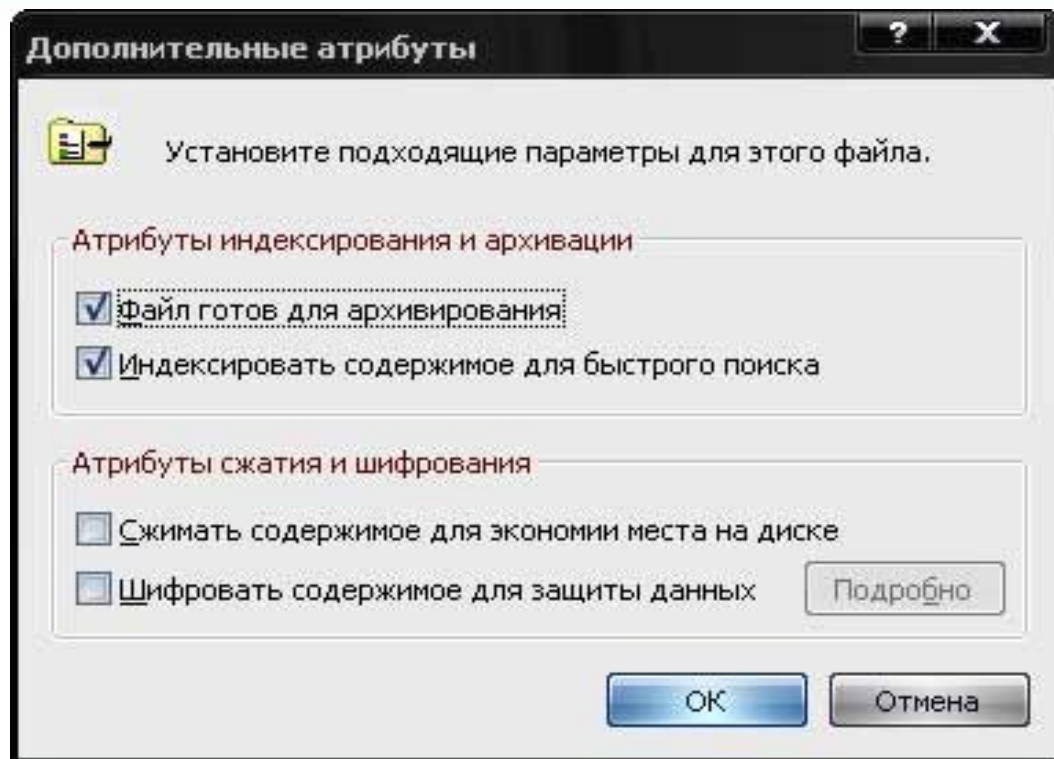 Дополнительные атрибуты
? X
Установите подходящие параметры для этого файла.
Атрибуты индексирования и архивации
Файл готов для архивирования
Индексировать содержимое для быстрого поиска
Атрибуты сжатия и шифрования
Сжимать содержимое для экономии места на диске
Шифровать содержимое для защиты данных
Подробно
ОК
Отмена